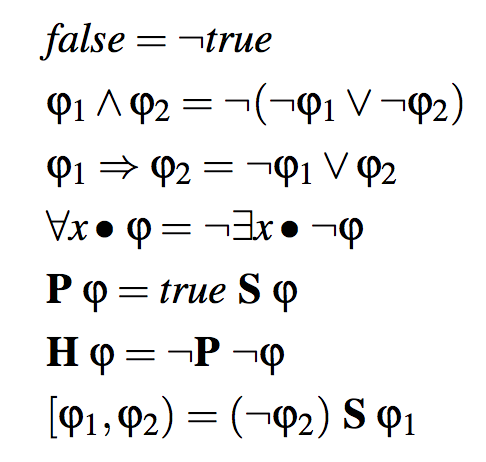 false = ¬true
φ₁ ∧ φ₂ = ¬(¬φ₁ ∨ ¬φ₂)
φ₁ ⇒ φ₂ = ¬φ₁ ∨ φ₂
∀x • φ = ¬∃x • ¬φ
P φ = true S φ
H φ = ¬P ¬φ
[φ₁, φ₂) = (¬φ₂) S φ₁